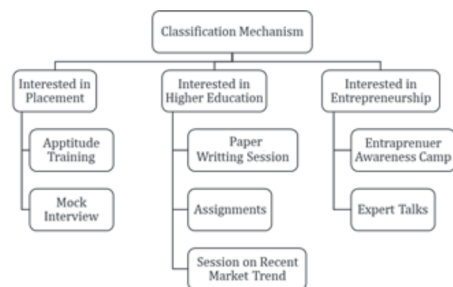 Classification Mechanism
Interested in
Placement
Interested in
Higher Education
Interested in
Entrepreneurship
Apptitude
Training
Paper
Writting Session
Entraprenuer
Awareness Camp
Mock
Interview
Assignments
Expert Talks
Session on Recent
Market Trend